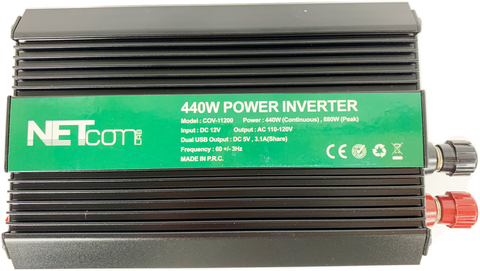 NETcom
440W POWER INVERTER
Model : COV-11200 Power : 440W (Continuous) , 880W (Peak)
Input : DC 12V Output : AC 110-120V
Dual USB Output : DC 5V , 3.1A(Share)
Frequency : 60 +/- 3Hz
MADE IN P.R.C.
CE